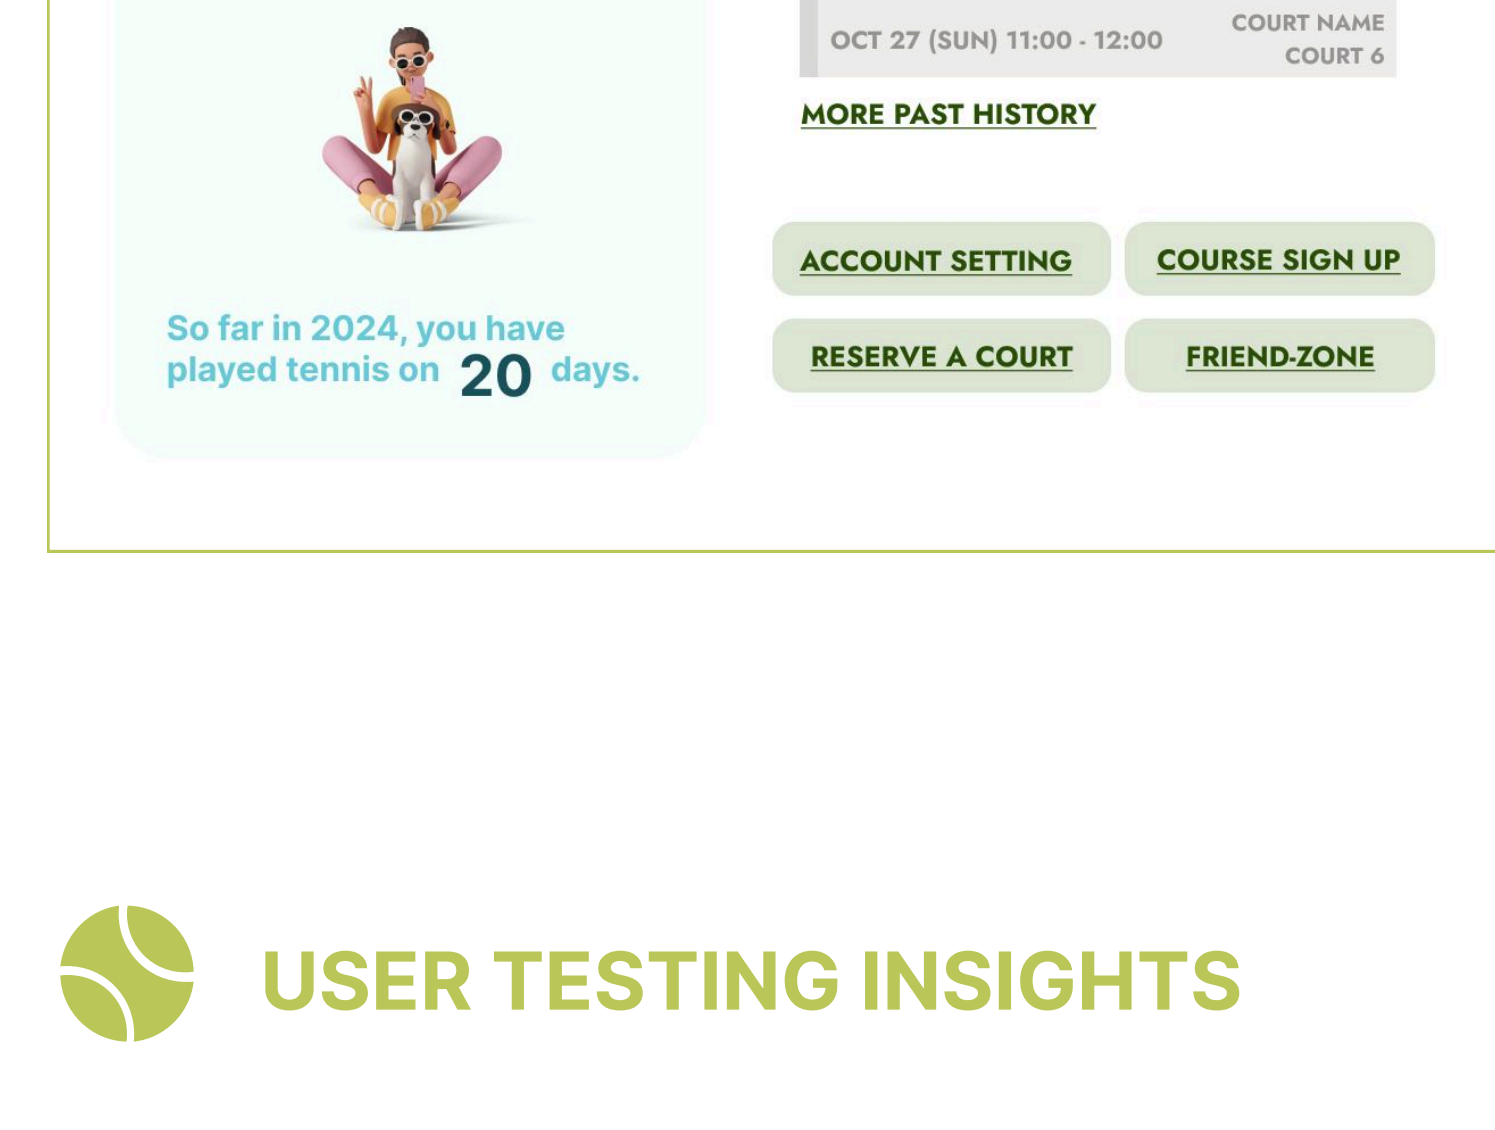 OCT 27 (SUN) 11:00 - 12:00
COURT NAME
COURT 6
MORE PAST HISTORY
ACCOUNT SETTING
COURSE SIGN UP
RESERVE A COURT
FRIEND-ZONE
So far in 2024, you have
played tennis on 20 days.
USER TESTING INSIGHTS